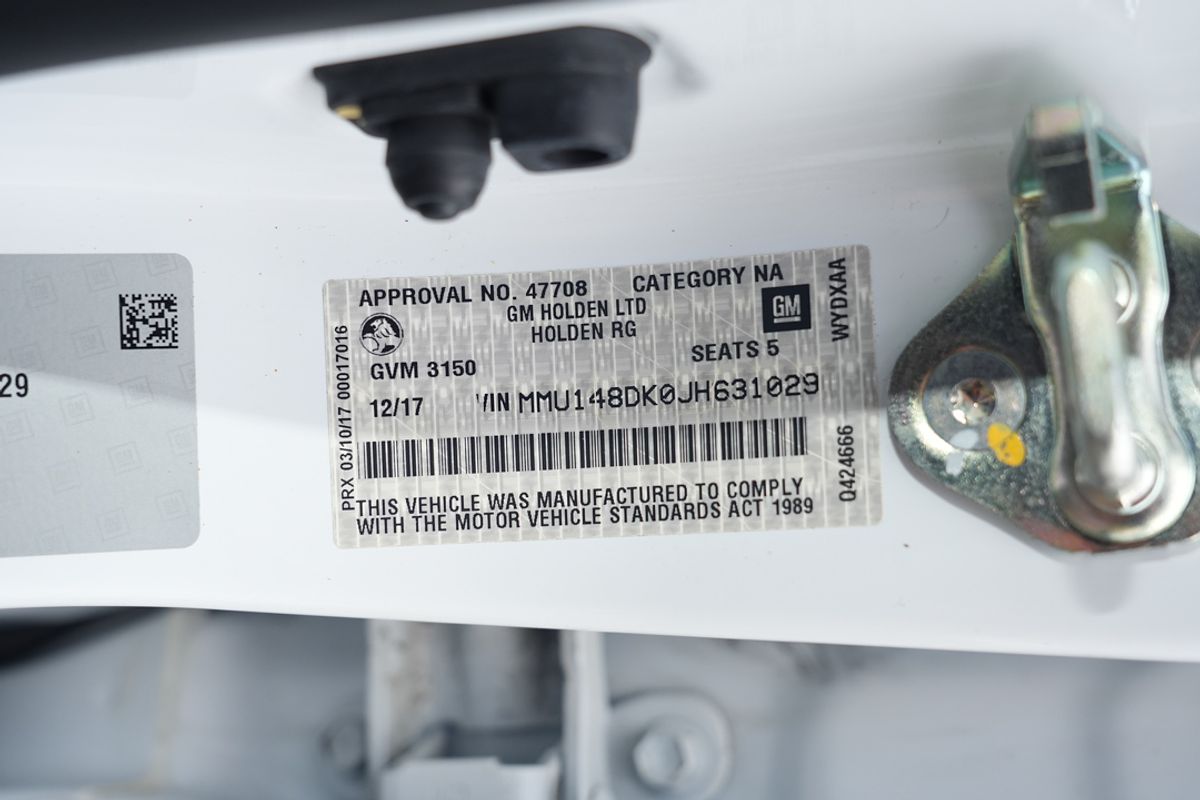 29
APPROVAL NO. 47708 CATEGORY NA
GM HOLDEN LTD
HOLDEN RG
GM
GVM 3150
SEATS 5
12/17 VIN MMU148DK0JH631029
THIS VEHICLE WAS MANUFACTURED TO COMPLY
WITH THE MOTOR VEHICLE STANDARDS ACT 1989
PRX 03/10/17 00017016
WYDXAA
Q424666